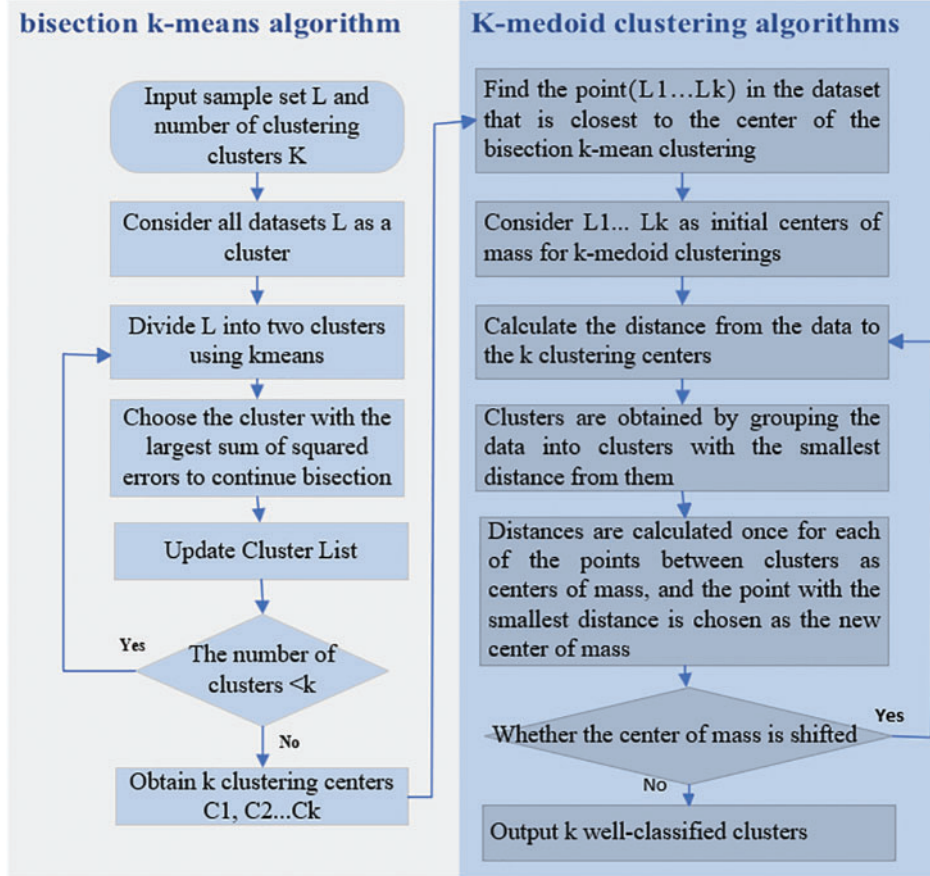 bisection k-means algorithm
Input sample set L and
number of clustering
clusters K
Consider all datasets L as a
cluster
Divide L into two clusters
using kmeans
Choose the cluster with the
largest sum of squared
errors to continue bisection
Update Cluster List
Yes
The number of
clusters <k
No
Obtain k clustering centers
C1, C2...Ck
K-medoid clustering algorithms
Find the point(L1...Lk) in the dataset
that is closest to the center of the
bisection k-mean clustering
Consider L1... Lk as initial centers
of mass for k-medoid clusterings
Calculate the distance from the data to
the k clustering centers
Clusters are obtained by grouping the
data into clusters with the smallest
distance from them
Distances are calculated once for each
of the points between clusters as
centers of mass, and the point with the
smallest distance is chosen as the new
center of mass
Whether the center of mass is shifted
Yes
No
Output k well-classified clusters